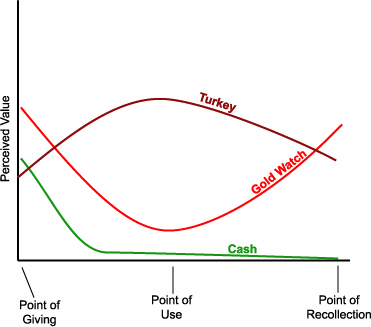 Perceived Value
Turkey
Gold Watch
Cash
Point of
Giving
Point of
Use
Point of
Recollection